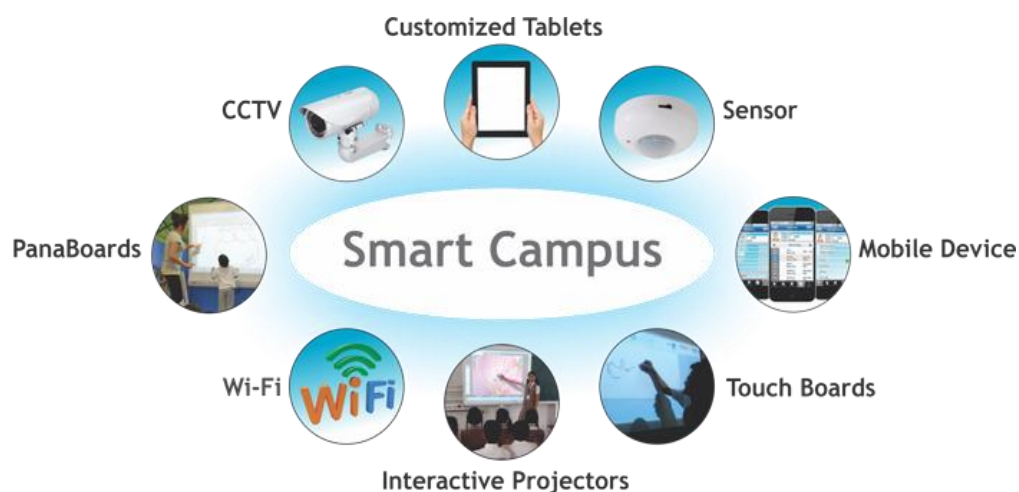 Customized Tablets
CCTV
Sensor
PanaBoards
Smart Campus
Mobile Device
Wi-Fi
WiFi
Touch Boards
Interactive Projectors